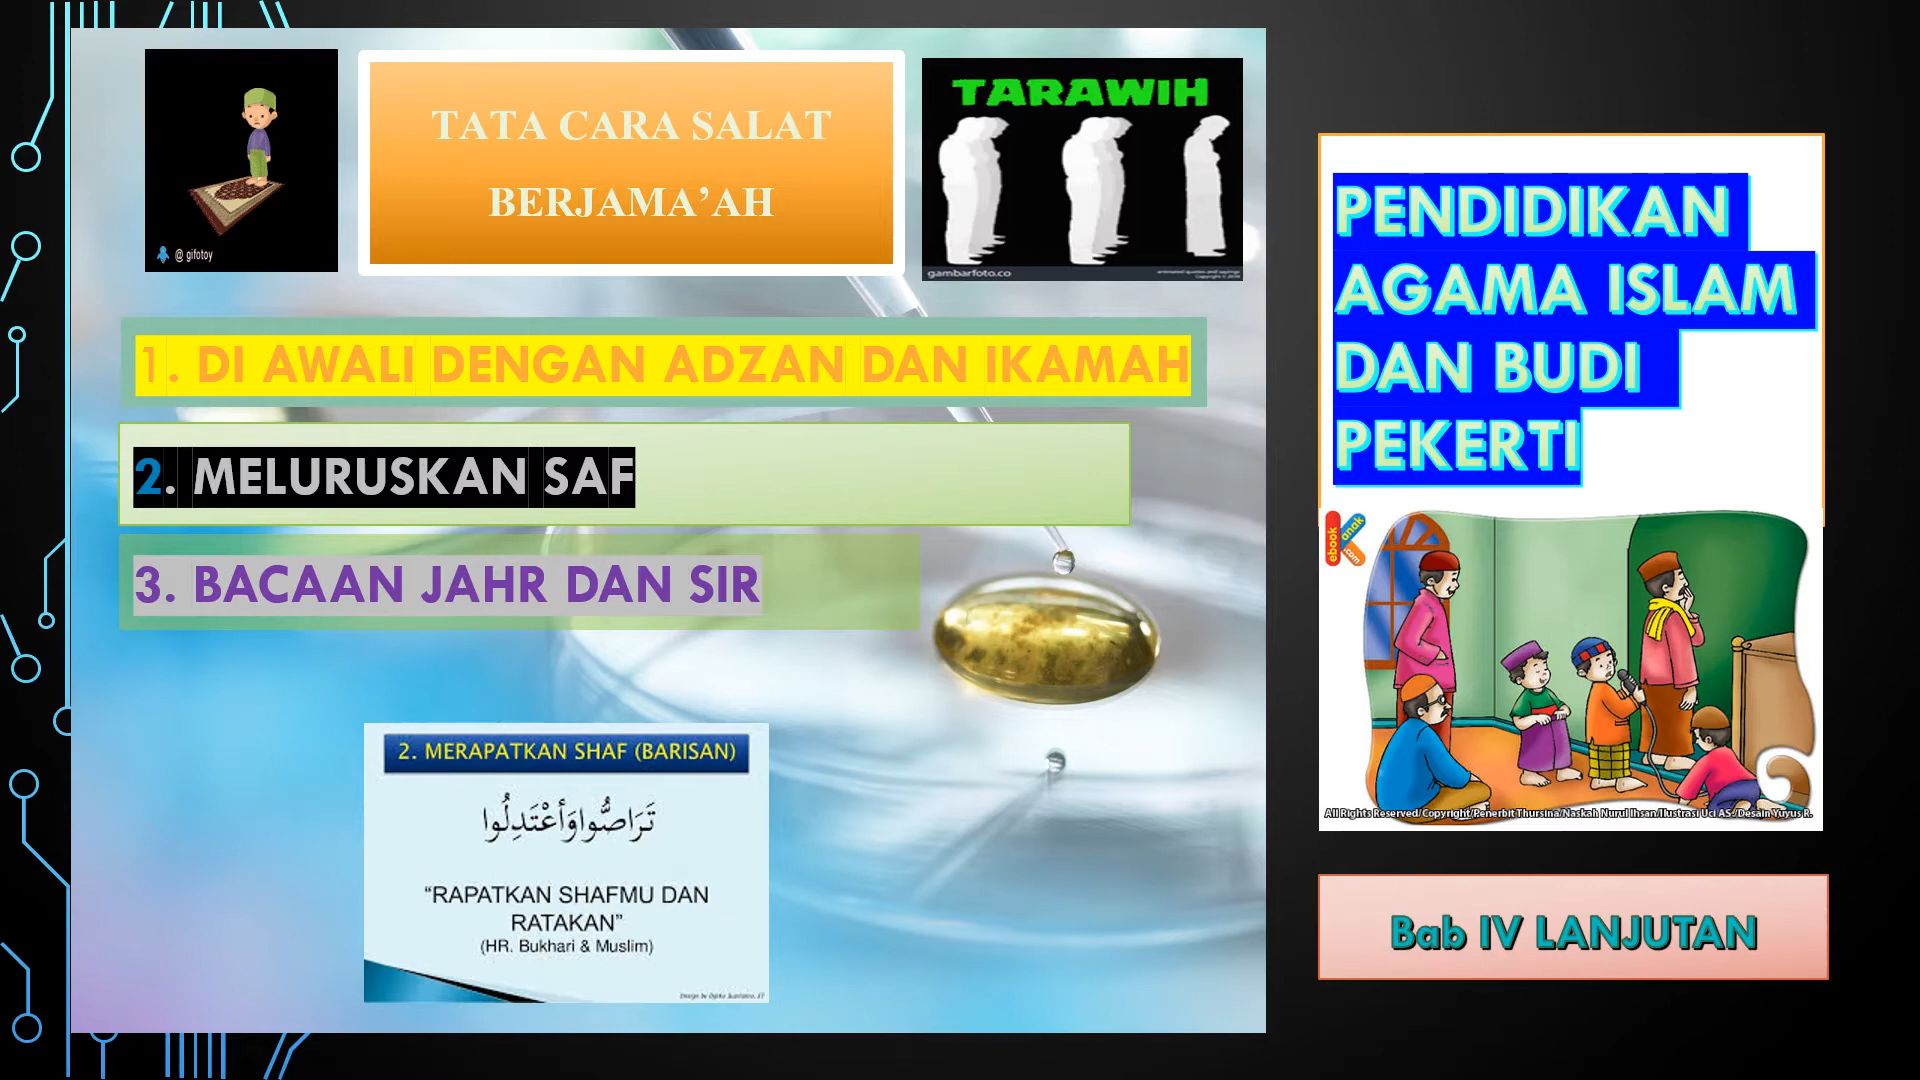 @ gifotoy
TATA CARA SALAT
BERJAMA’AH
TARAWIH
gambarfoto.co
1. DI AWALI DENGAN ADZAN DAN IKAMAH
2. MELURUSKAN SAF
3. BACAAN JAHR DAN SIR
2. MERAPATKAN SHAF (BARISAN)
تَرَاصُّواوَأعْتَدِلُوا
“RAPATKAN SHAFMU DAN
RATAKAN”
(HR. Bukhari & Muslim)
PENDIDIKAN
AGAMA ISLAM
DAN BUDI
PEKERTI
ebook
anak
.com
All Rights Reserved/Copyright/Penerbit Thursina/Naskah Nurul Ihsan/Ilustrasi Uci AS./Desain Yuyus R.
Bab IV LANJUTAN